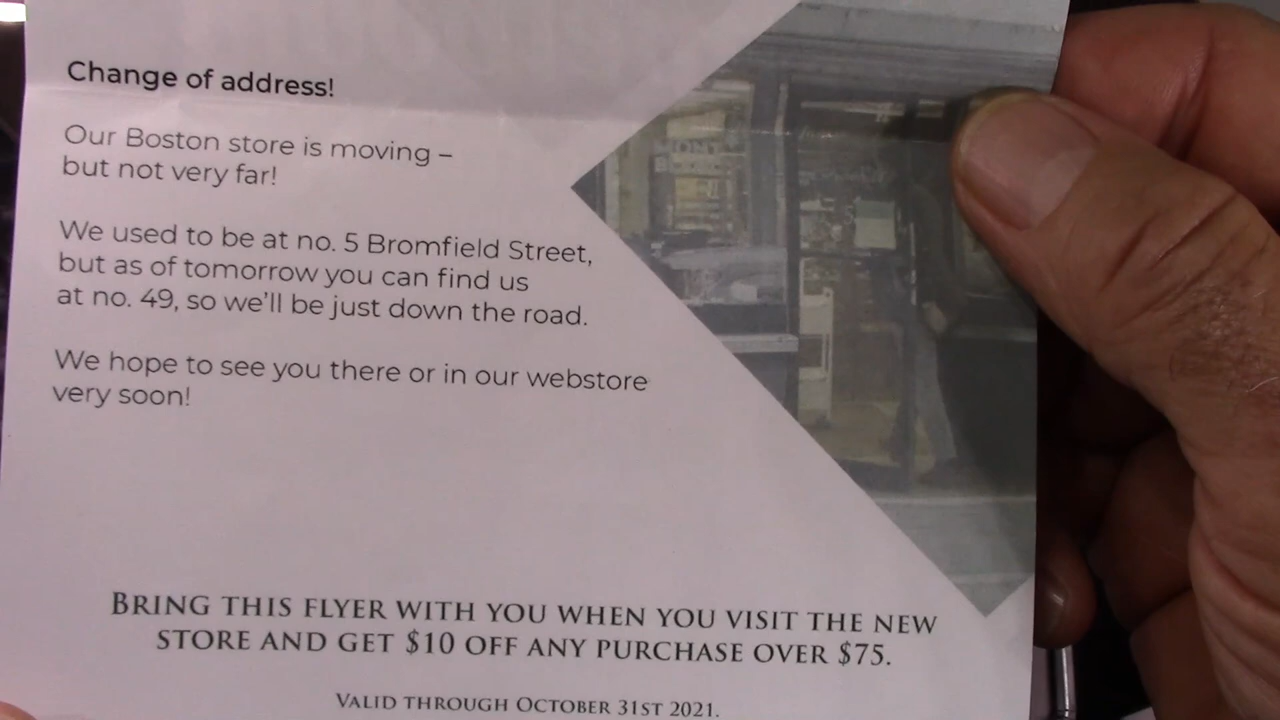 Change of address!
Our Boston store is moving –
but not very far!
We used to be at no. 5 Bromfield Street,
but as of tomorrow you can find us
at no. 49, so we'll be just down the road.
We hope to see you there or in our webstore
very soon!
BRING THIS FLYER WITH YOU WHEN YOU VISIT THE NEW
STORE AND GET $10 OFF ANY PURCHASE OVER $75.
VALID THROUGH OCTOBER 31ST 2021.